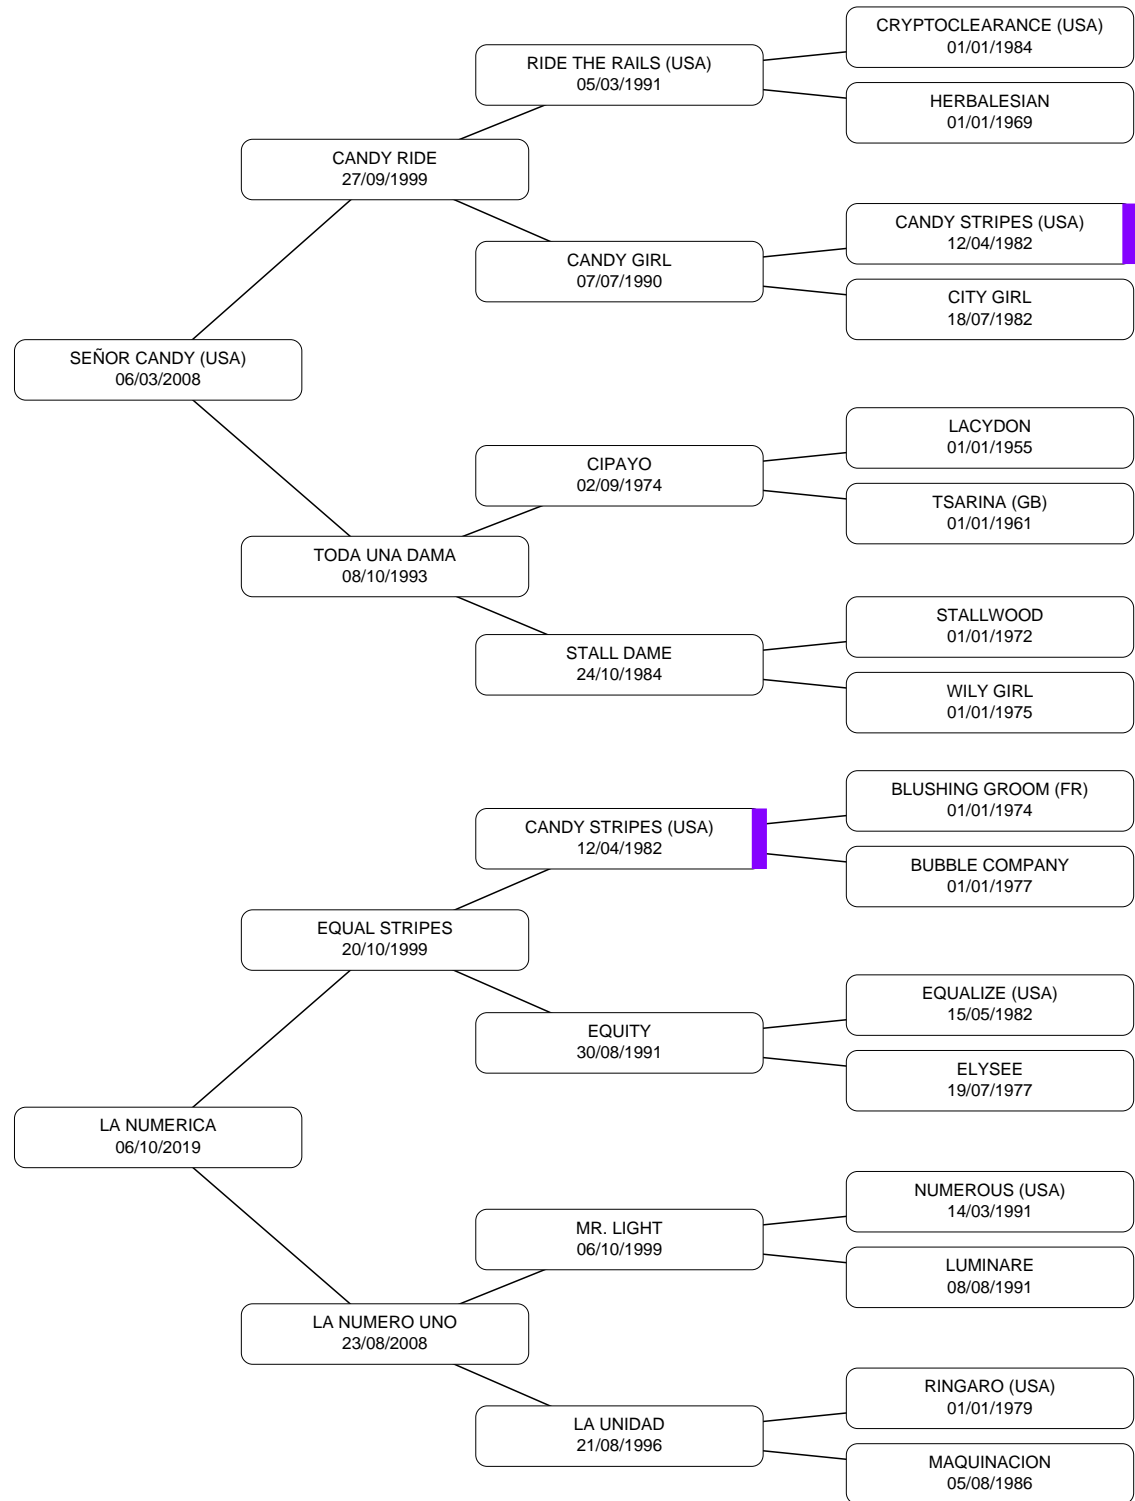 CRYPTOCLEARANCE (USA)
01/01/1984
RIDE THE RAILS (USA)
05/03/1991
HERBALESIAN
01/01/1969
CANDY RIDE
27/09/1999
CANDY STRIPES (USA)
12/04/1982
CANDY GIRL
07/07/1990
CITY GIRL
18/07/1982
SEÑOR CANDY (USA)
06/03/2008
LACYDON
01/01/1955
CIPAYO
02/09/1974
TSARINA (GB)
01/01/1961
TODA UNA DAMA
08/10/1993
STALLWOOD
01/01/1972
STALL DAME
24/10/1984
WILY GIRL
01/01/1975
BLUSHING GROOM (FR)
01/01/1974
CANDY STRIPES (USA)
12/04/1982
BUBBLE COMPANY
01/01/1977
EQUAL STRIPES
20/10/1999
EQUALIZE (USA)
15/05/1982
EQUITY
30/08/1991
ELYSEE
19/07/1977
LA NUMERICA
06/10/2019
NUMEROUS (USA)
14/03/1991
MR. LIGHT
06/10/1999
LUMINARE
08/08/1991
LA NUMERO UNO
23/08/2008
RINGARO (USA)
01/01/1979
LA UNIDAD
21/08/1996
MAQUINACION
05/08/1986